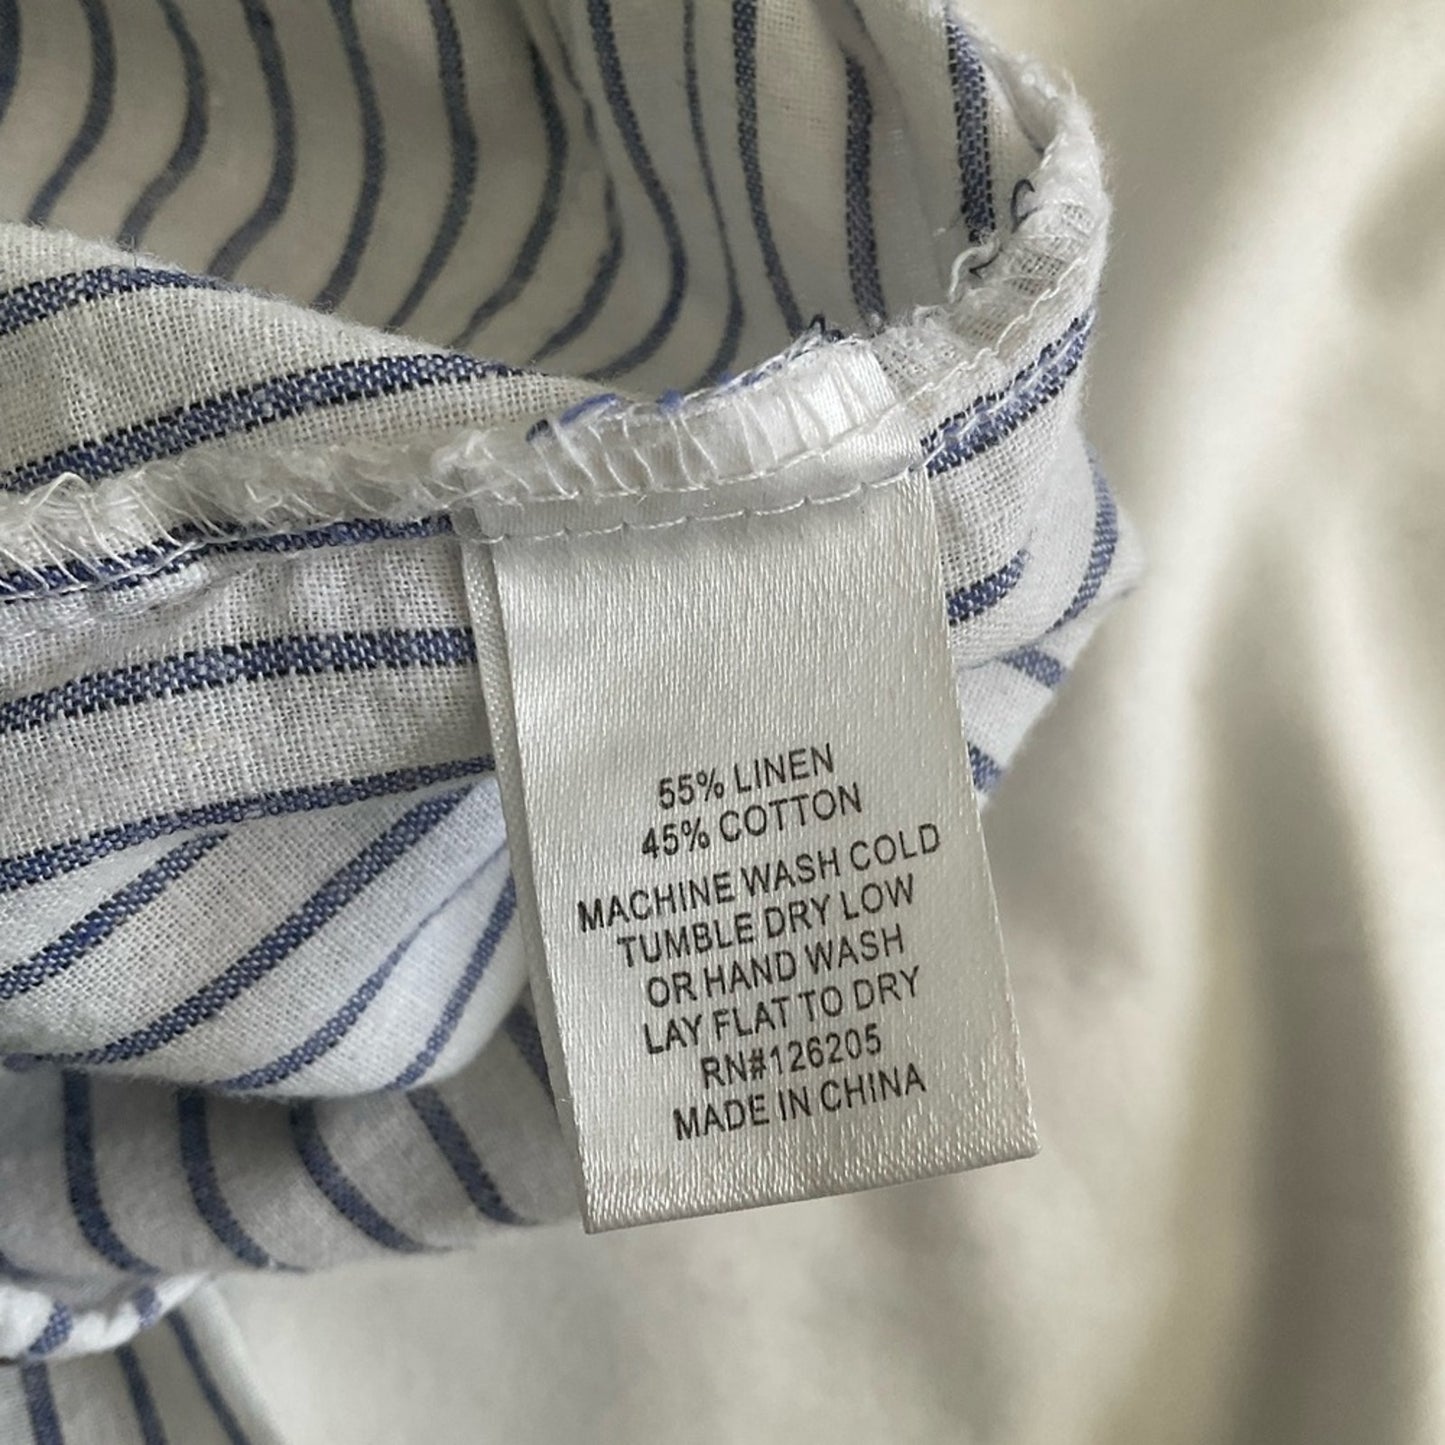 55% LINEN
45% COTTON
MACHINE WASH COLD
TUMBLE DRY LOW
OR HAND WASH
LAY FLAT TO DRY
RN#126205
MADE IN CHINA